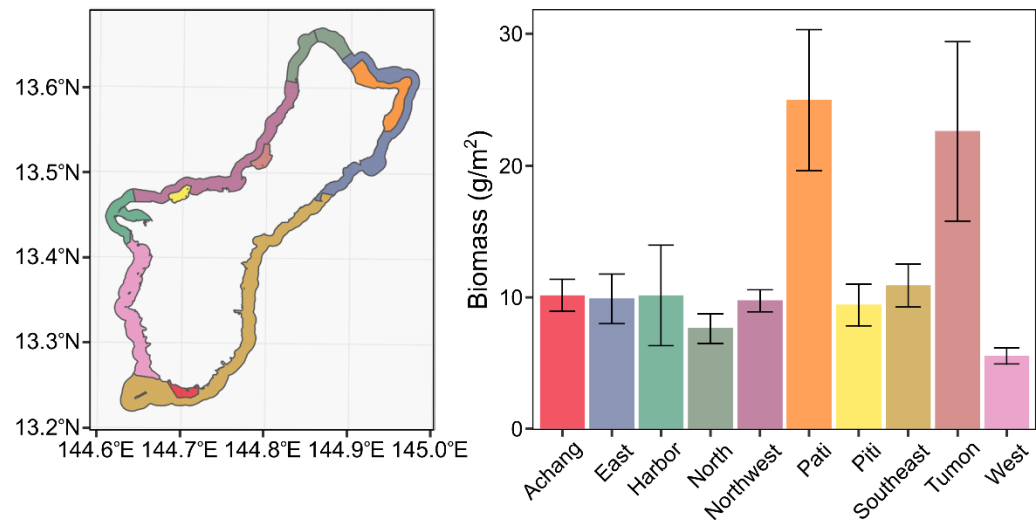 13.6°N
13.5°N
13.4°N
13.3°N
13.2°N
144.6°E 144.7°E 144.8°E 144.9°E 145.0°E
Biomass (g/m²)
30
20
10
0
Achang
East
Harbor
North
Northwest
Pati
Piti
Southeast
Tumon
West